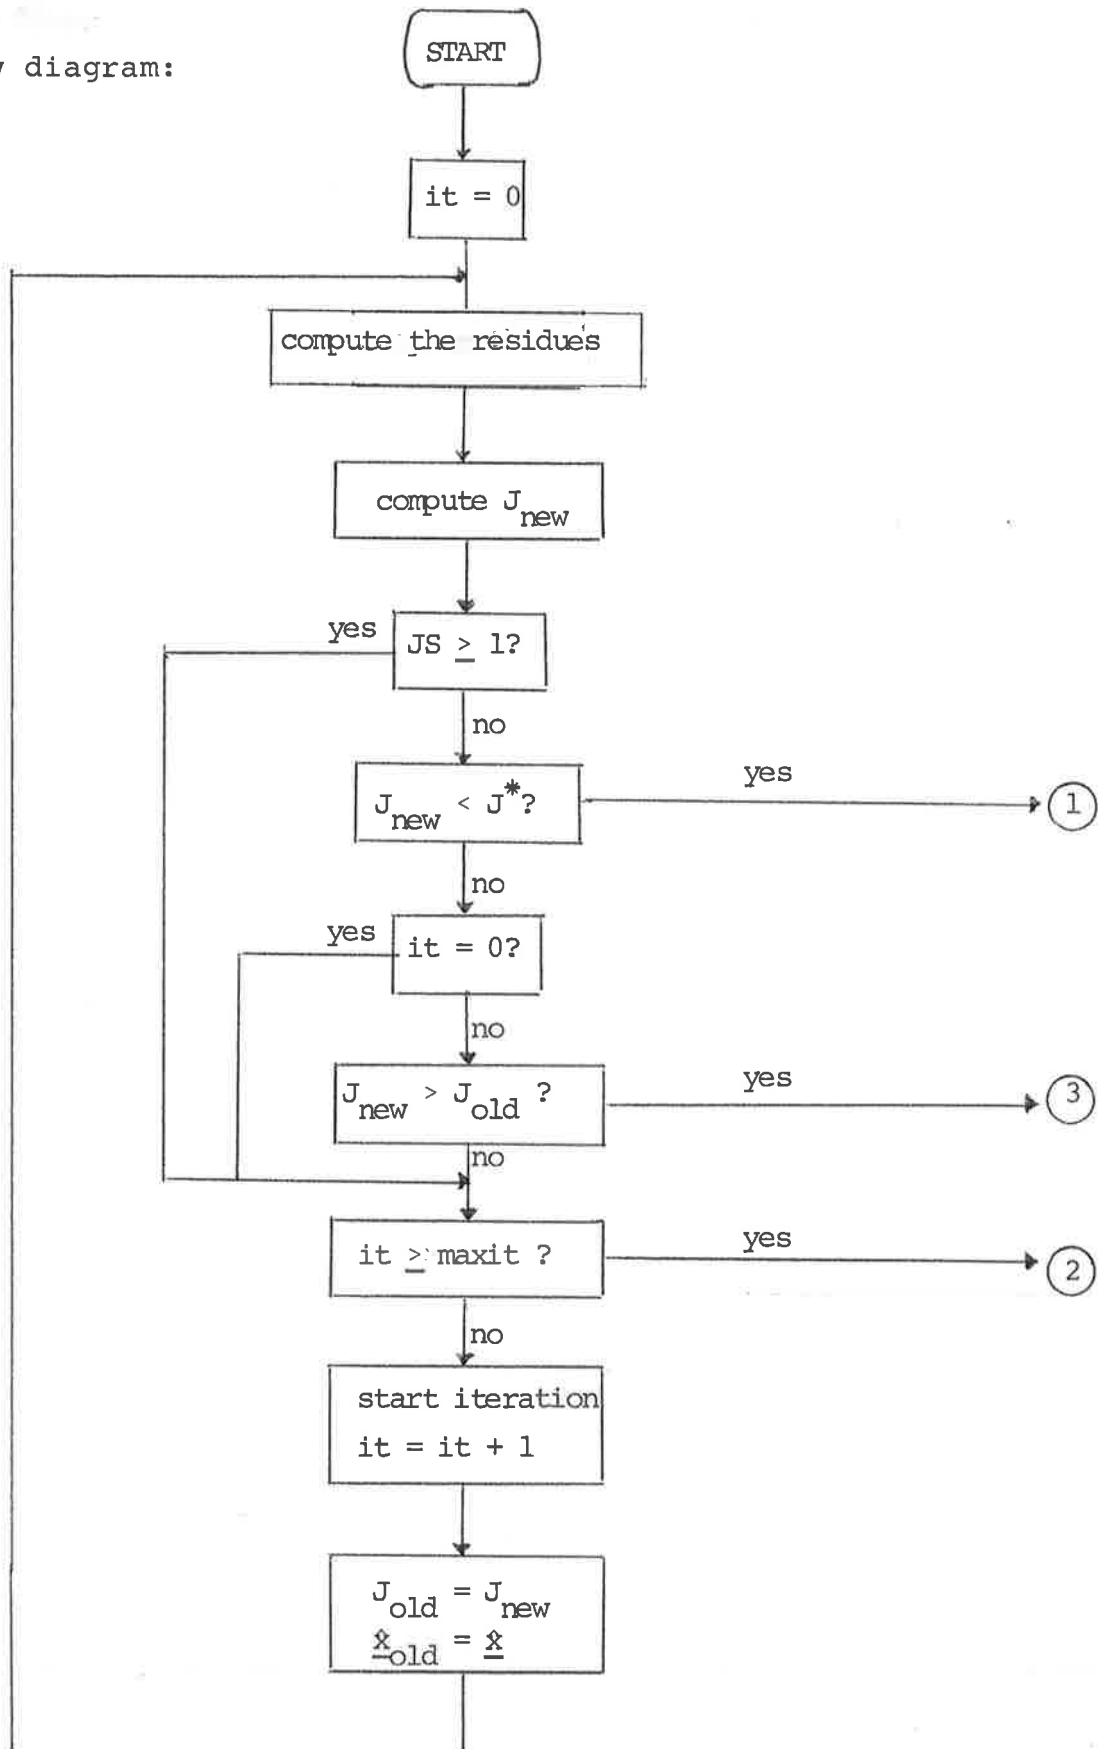 START
diagram:
it = 0
compute the residues
compute J_new
yes
JS ≥ 1?
no
yes
J_new < J*?
1
no
yes
it = 0?
no
yes
J_new > J_old ?
3
no
yes
it ≥ maxit ?
2
no
start iteration
it = it + 1
J_old = J_new
x̂_old = x̂